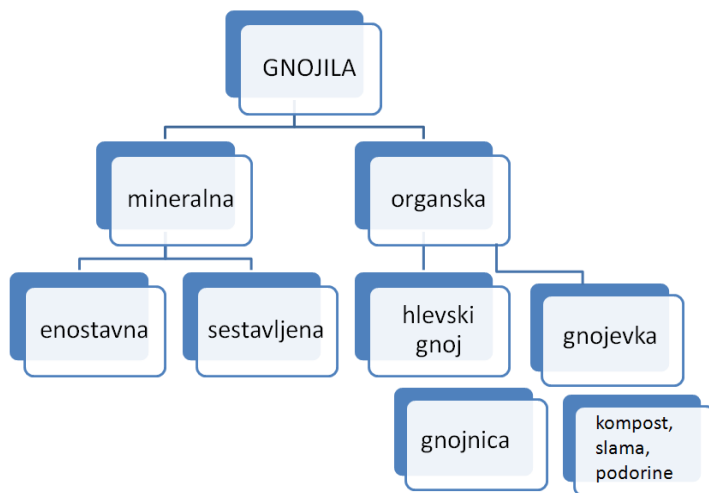 GNOJILA
mineralna
organska
enostavna
sestavljena
hlevski
gnoj
gnojevka
gnojnica
kompost,
slama,
podorine